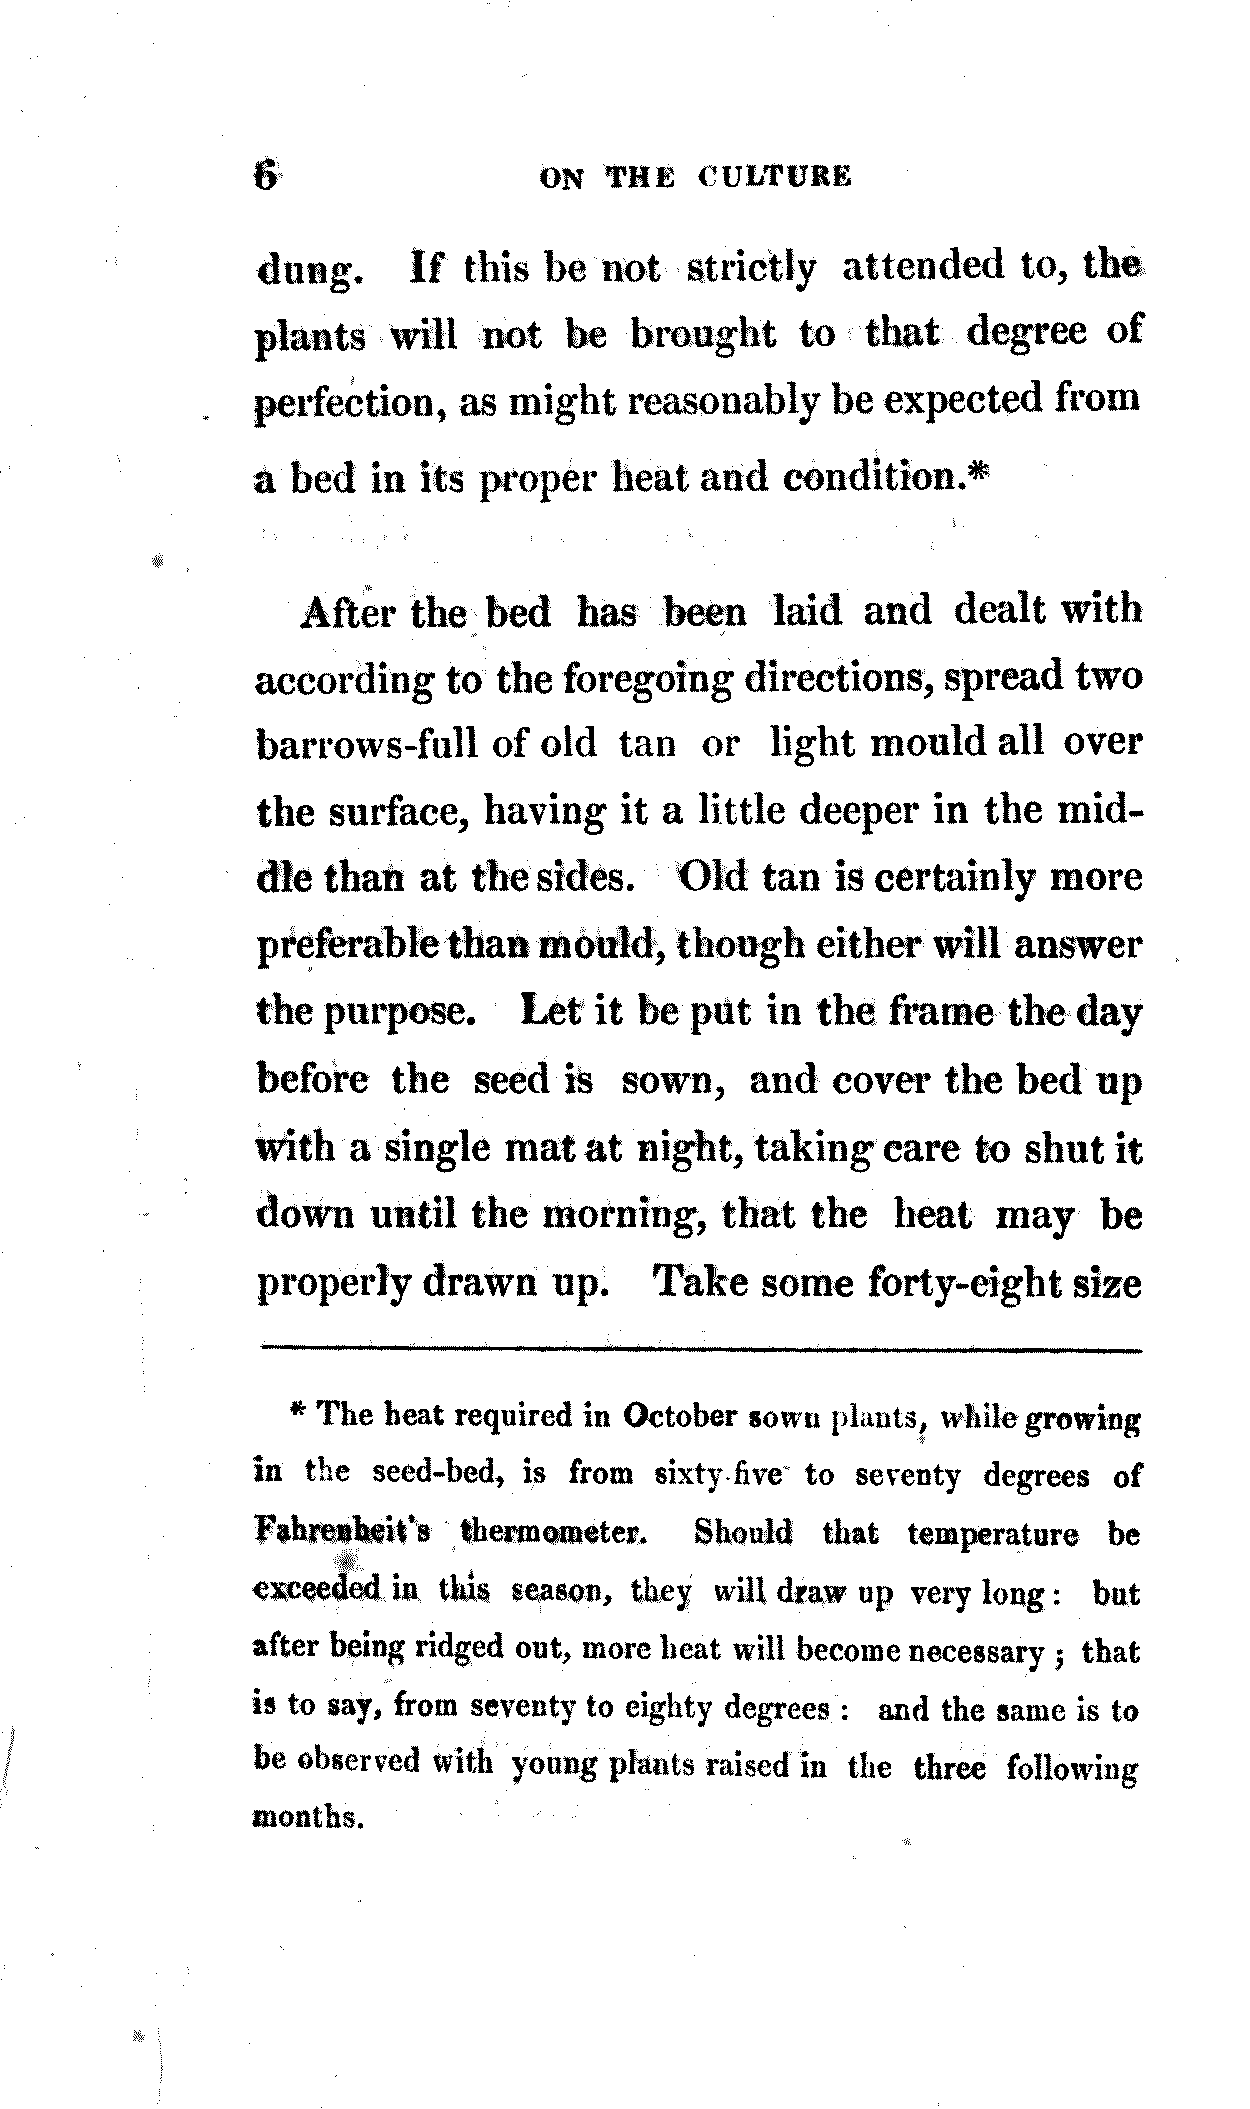 6 ON THE CULTURE
dung. If this be not strictly attended to, the
plants will not be brought to that degree of
perfection, as might reasonably be expected from
a bed in its proper heat and condition.*
After the bed has been laid and dealt with
according to the foregoing directions, spread two
barrows-full of old tan or light mould all over
the surface, having it a little deeper in the mid-
dle than at the sides. Old tan is certainly more
preferable than mould, though either will answer
the purpose. Let it be put in the frame the day
before the seed is sown, and cover the bed up
with a single mat at night, taking care to shut it
down until the morning, that the heat may be
properly drawn up. Take some forty-eight size
* The heat required in October sown plants, while growing
in the seed-bed, is from sixty-five to seventy degrees of
Fahrenheit's thermometer. Should that temperature be
exceeded in this season, they will draw up very long: but
after being ridged out, more heat will become necessary; that
is to say, from seventy to eighty degrees: and the same is to
be observed with young plants raised in the three following
months.